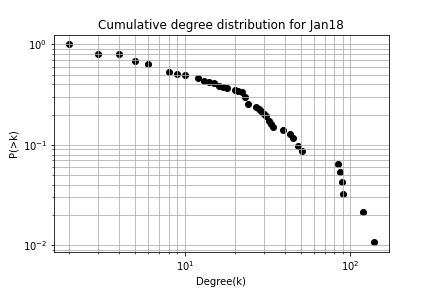 Cumulative degree distribution for Jan18
P(>k)
10⁰
10⁻¹
10⁻²
10¹
10²
Degree(k)